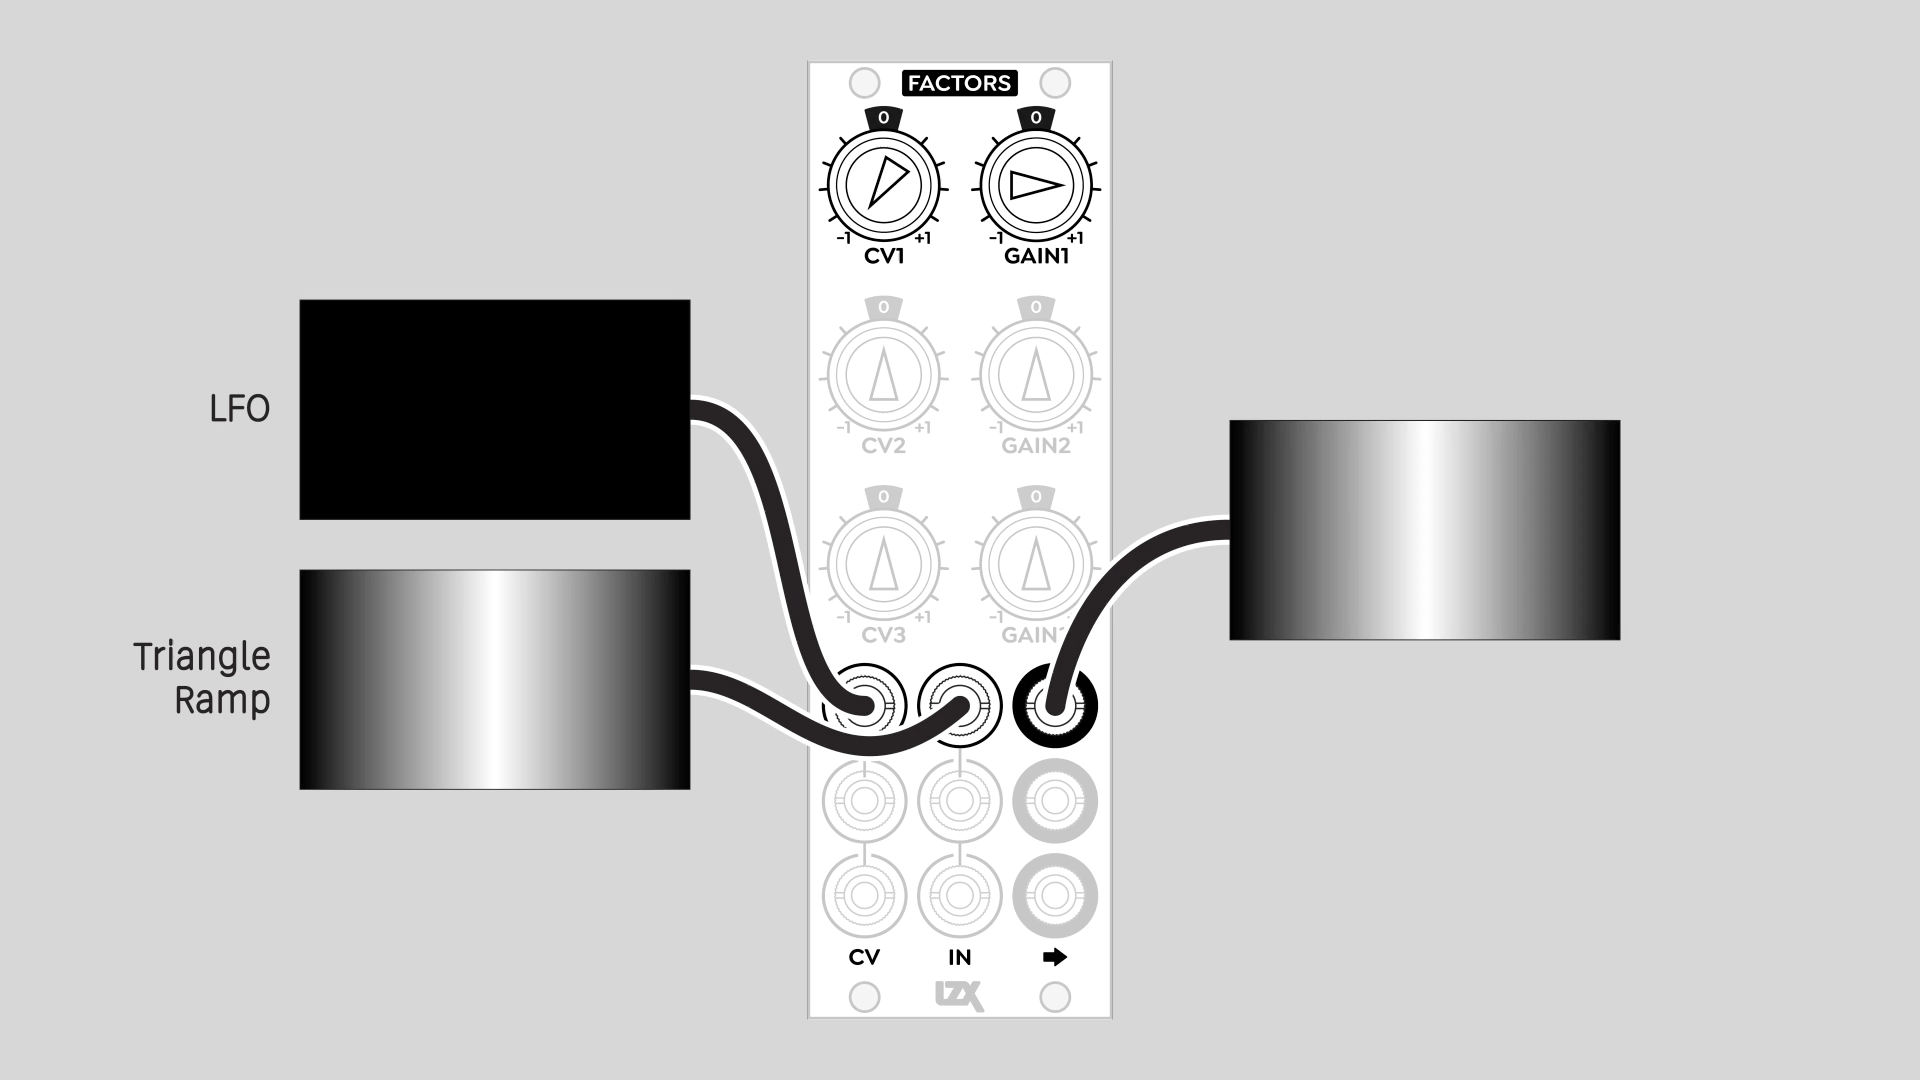 FACTORS
0 0
-1 +1 -1 +1
CV1 GAIN1
0 0
-1 +1 -1 +1
CV2 GAIN2
0 0
-1 +1 -1
CV3
LFO
Triangle
Ramp
CV IN
LZX